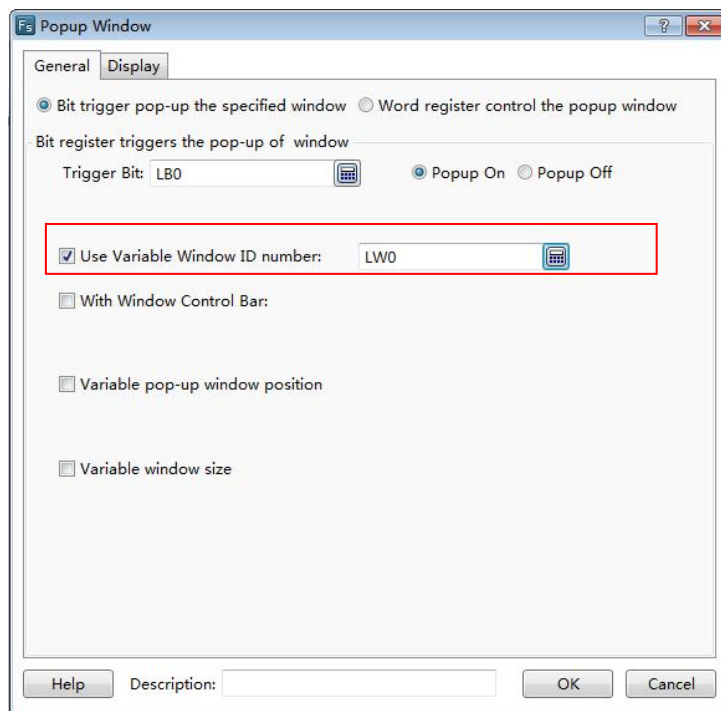 Fs Popup Window
General Display
Bit trigger pop-up the specified window Word register control the popup window
Bit register triggers the pop-up of window
Trigger Bit: LB0 Popup On Popup Off
Use Variable Window ID number: LW0
With Window Control Bar:
Variable pop-up window position
Variable window size
Help Description: OK Cancel